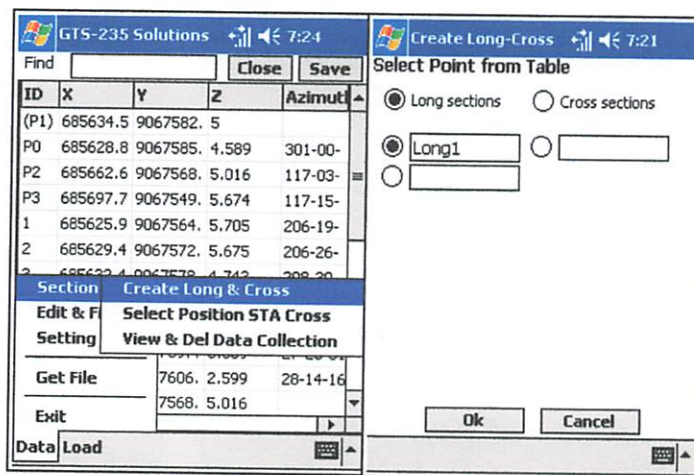 GTS-235 Solutions 7:24
Find Close Save
ID X Y Z Azimut
(P1) 685634.5 9067582. 5
P0 685628.8 9067585. 4.589 301-00-
P2 685662.6 9067568. 5.016 117-03-
P3 685697.7 9067549. 5.674 117-15-
1 685625.9 9067564. 5.705 206-19-
2 685629.4 9067572. 5.675 206-26-
Section Create Long & Cross
Edit & Fi Select Position STA Cross
Setting View & Del Data Collection
Get File 7606. 2.599 28-14-16
7568. 5.016
Exit
Data Load
Create Long-Cross 7:21
Select Point from Table
Long sections Cross sections
Long1
Ok Cancel